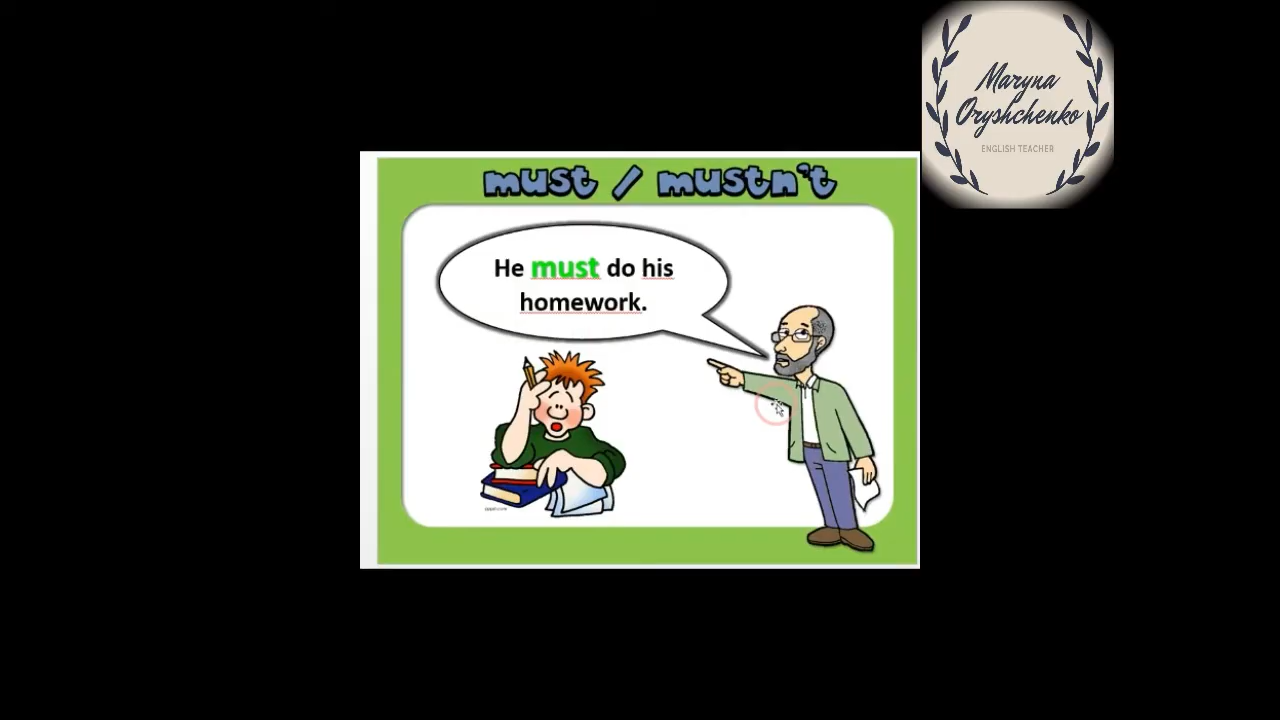 Maryna
Oryshchenko
ENGLISH TEACHER
must / mustn't
He must do his
homework.